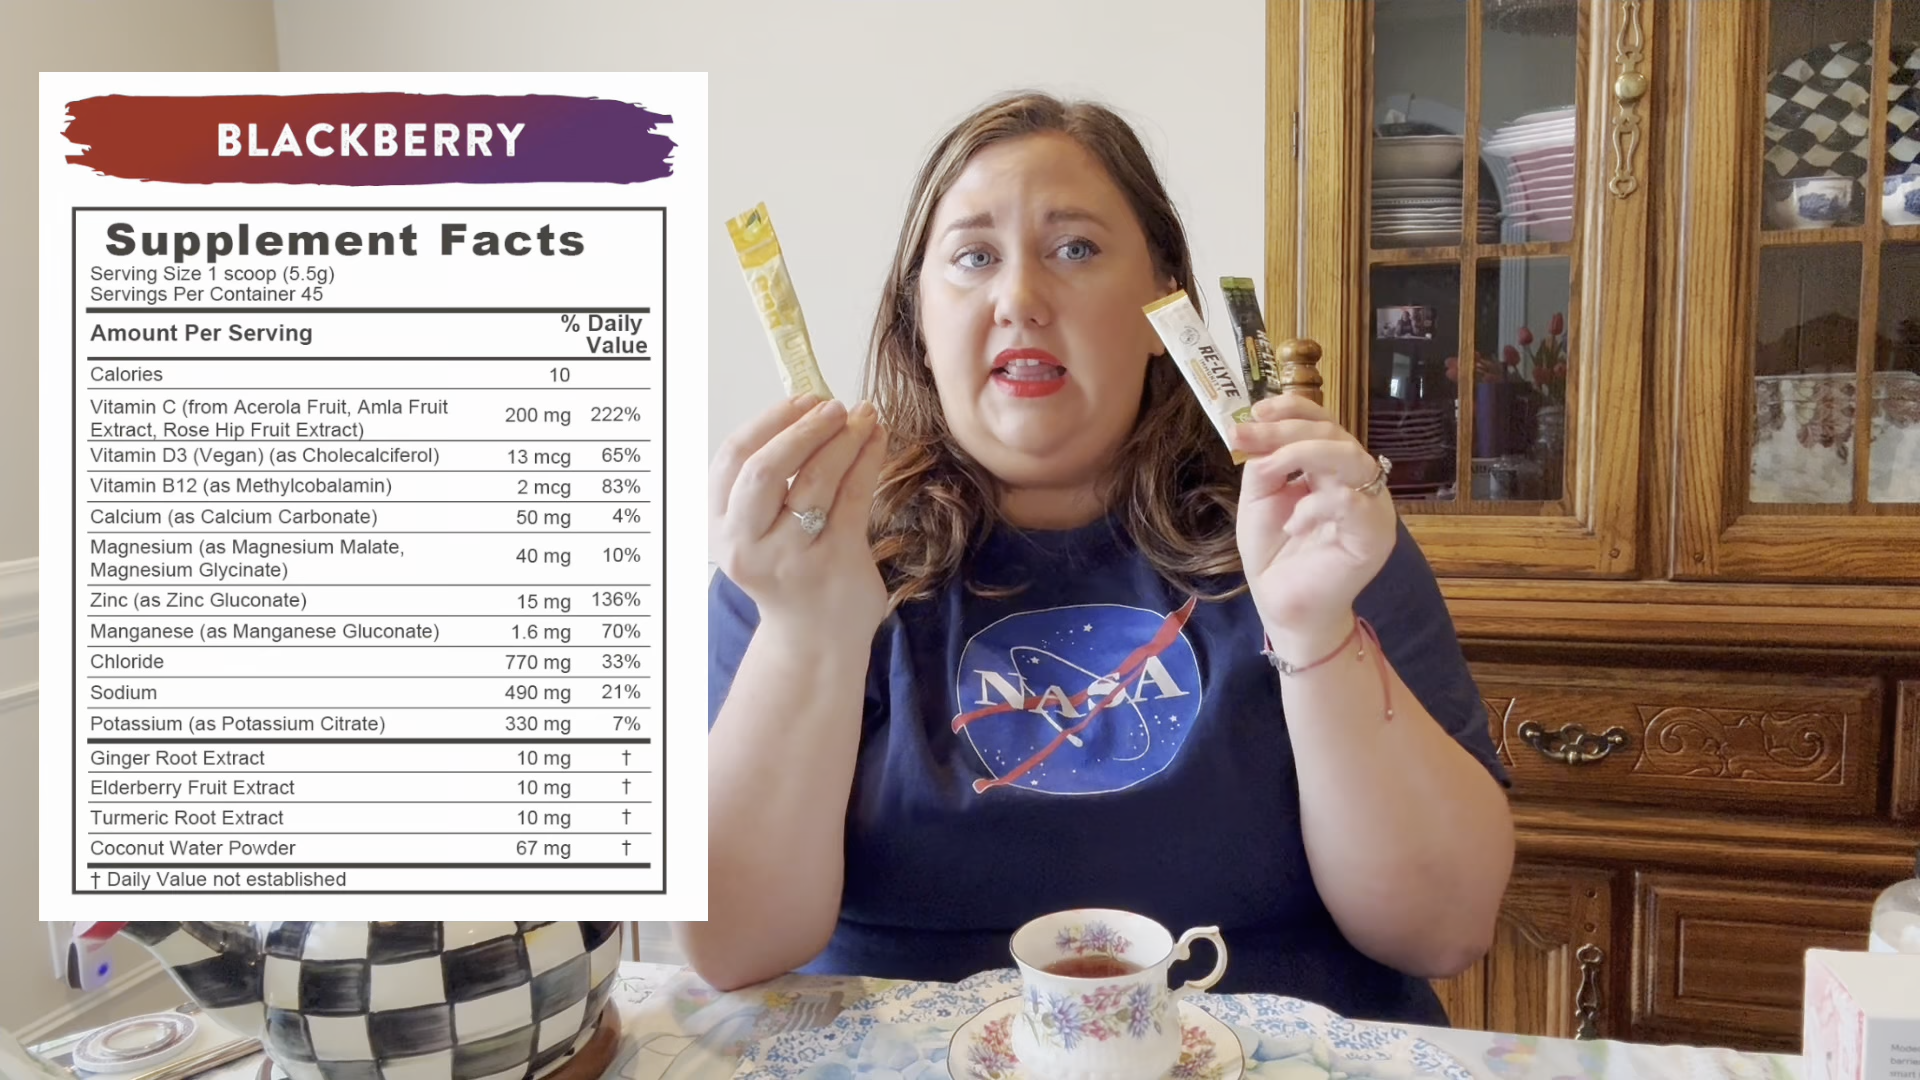 BLACKBERRY
Supplement Facts
Serving Size 1 scoop (5.5g)
Servings Per Container 45
Amount Per Serving % Daily Value
Calories 10
Vitamin C (from Acerola Fruit, Amla Fruit Extract, Rose Hip Fruit Extract) 200 mg 222%
Vitamin D3 (Vegan) (as Cholecalciferol) 13 mcg 65%
Vitamin B12 (as Methylcobalamin) 2 mcg 83%
Calcium (as Calcium Carbonate) 50 mg 4%
Magnesium (as Magnesium Malate, Magnesium Glycinate) 40 mg 10%
Zinc (as Zinc Gluconate) 15 mg 136%
Manganese (as Manganese Gluconate) 1.6 mg 70%
Chloride 770 mg 33%
Sodium 490 mg 21%
Potassium (as Potassium Citrate) 330 mg 7%
Ginger Root Extract 10 mg †
Elderberry Fruit Extract 10 mg †
Turmeric Root Extract 10 mg †
Coconut Water Powder 67 mg †
† Daily Value not established
RE-LYTE
NASA